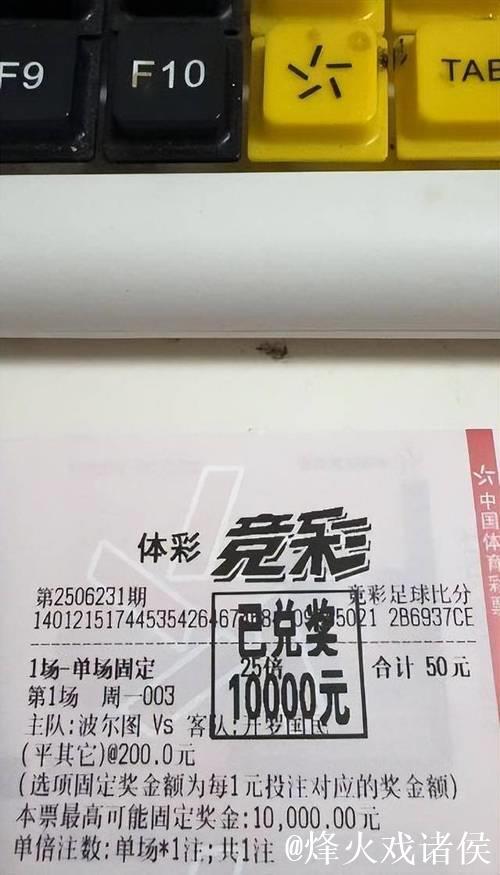 F9
F10
TAB
中国体育彩票
体彩 竞彩
第2506231期 竞彩足球比分
2B6937CE
已兑奖
10000元
1场-单场固定 25倍 合计 50元
第1场 周一003
主队:波尔图 Vs 客队:开罗国民
(平其它)@200.0元
(选项固定奖金额为每1元投注对应的奖金额)
本票最高可能固定奖金:10,000.00元
单倍注数:单场*1注;共1注
@烽火戏诸侯